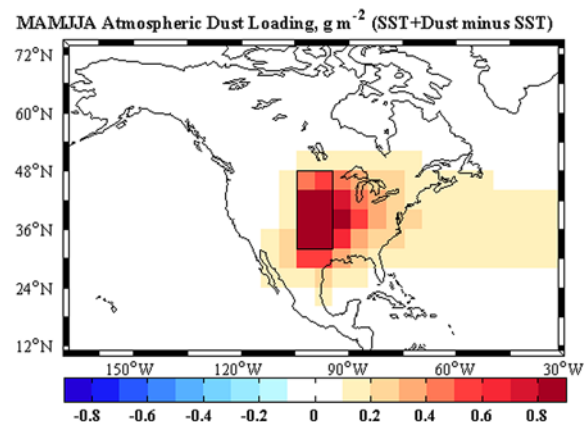 MAMJJA Atmospheric Dust Loading, g m⁻² (SST+Dust minus SST)
72°N
60°N
48°N
36°N
24°N
12°N
150°W 120°W 90°W 60°W 30°W
-0.8 -0.6 -0.4 -0.2 0 0.2 0.4 0.6 0.8